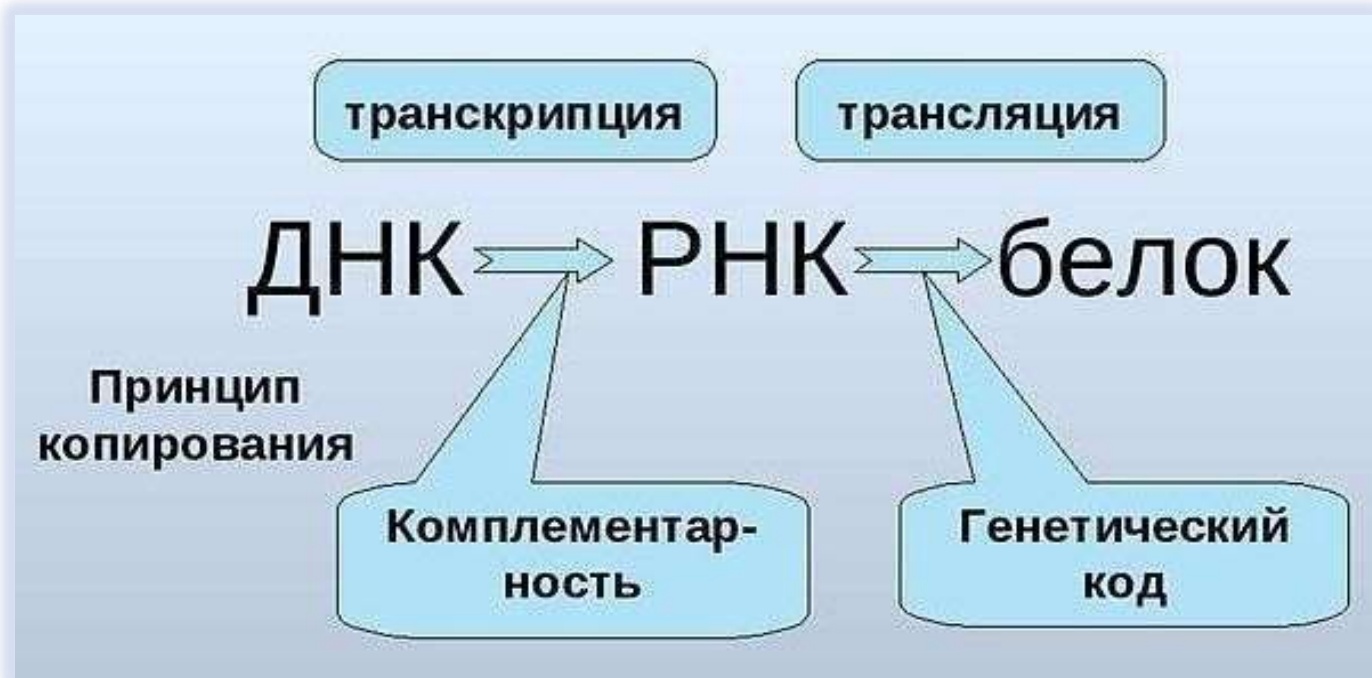 транскрипция трансляция
ДНК РНК белок
Принцип
копирования
Комплементар-
ность
Генетический
код